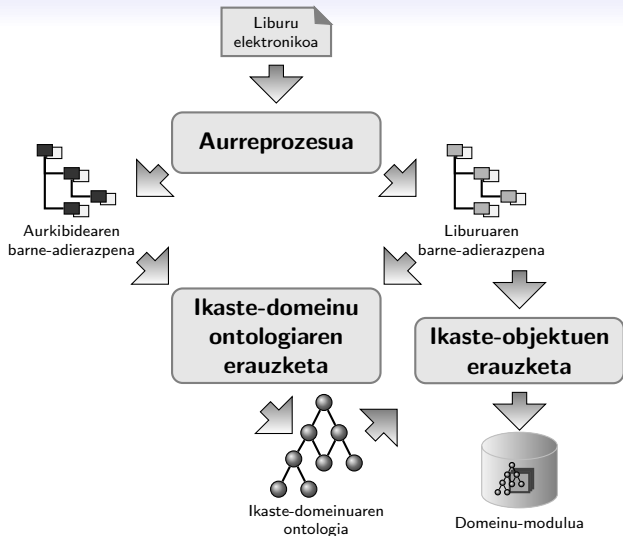 Liburu
elektronikoa
Aurreprozesua
Aurkibidearen
barne-adierazpena
Liburuaren
barne-adierazpena
Ikaste-domeinu
ontologiaren
erauzketa
Ikaste-objektuen
erauzketa
Ikaste-domeinuaren
ontologia
Domeinu-modulua